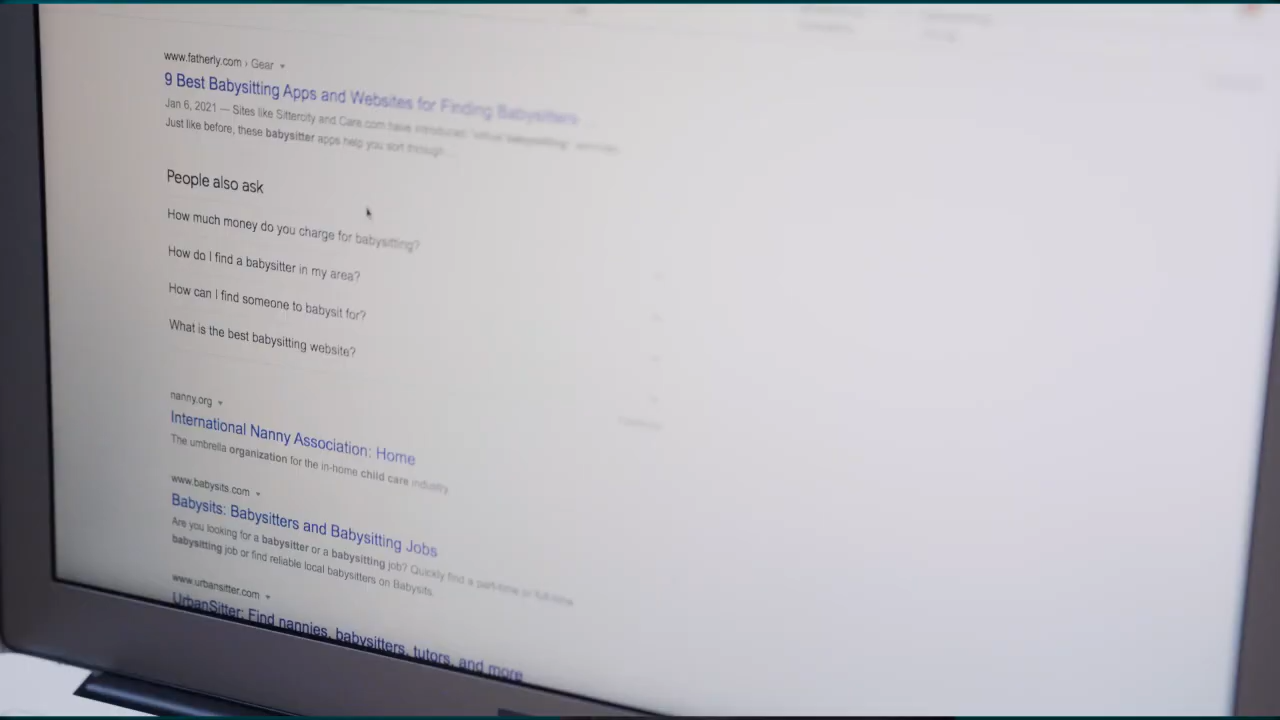 www.fatherly.com › Gear
9 Best Babysitting Apps and Websites for Finding Babysitters
Jan 6, 2021 — Sites like Sittercity and Care.com have introduced
Just like before, these babysitter apps help you sort through
People also ask
How much money do you charge for babysitting?
How do I find a babysitter in my area?
How can I find someone to babysit for?
What is the best babysitting website?
nanny.org
International Nanny Association: Home
The umbrella organization for the in-home child care industry
www.babysits.com
Babysits: Babysitters and Babysitting Jobs
Are you looking for a babysitter or a babysitting job? Quickly find a part-time or full-time
babysitting job or find reliable local babysitters on Babysits.
www.urbansitter.com
UrbanSitter: Find nannies, babysitters, tutors, and more